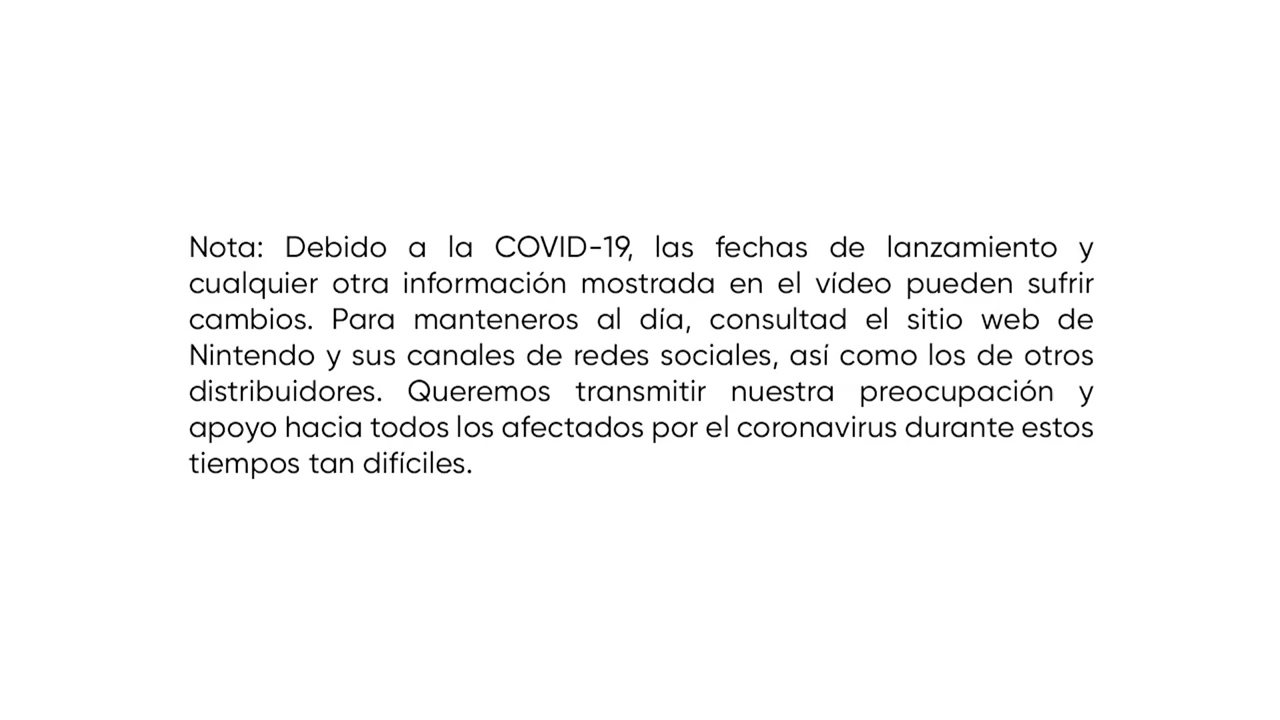 Nota: Debido a la COVID-19, las fechas de lanzamiento y
cualquier otra información mostrada en el vídeo pueden sufrir
cambios. Para manteneros al día, consultad el sitio web de
Nintendo y sus canales de redes sociales, así como los de otros
distribuidores. Queremos transmitir nuestra preocupación y
apoyo hacia todos los afectados por el coronavirus durante estos
tiempos tan difíciles.